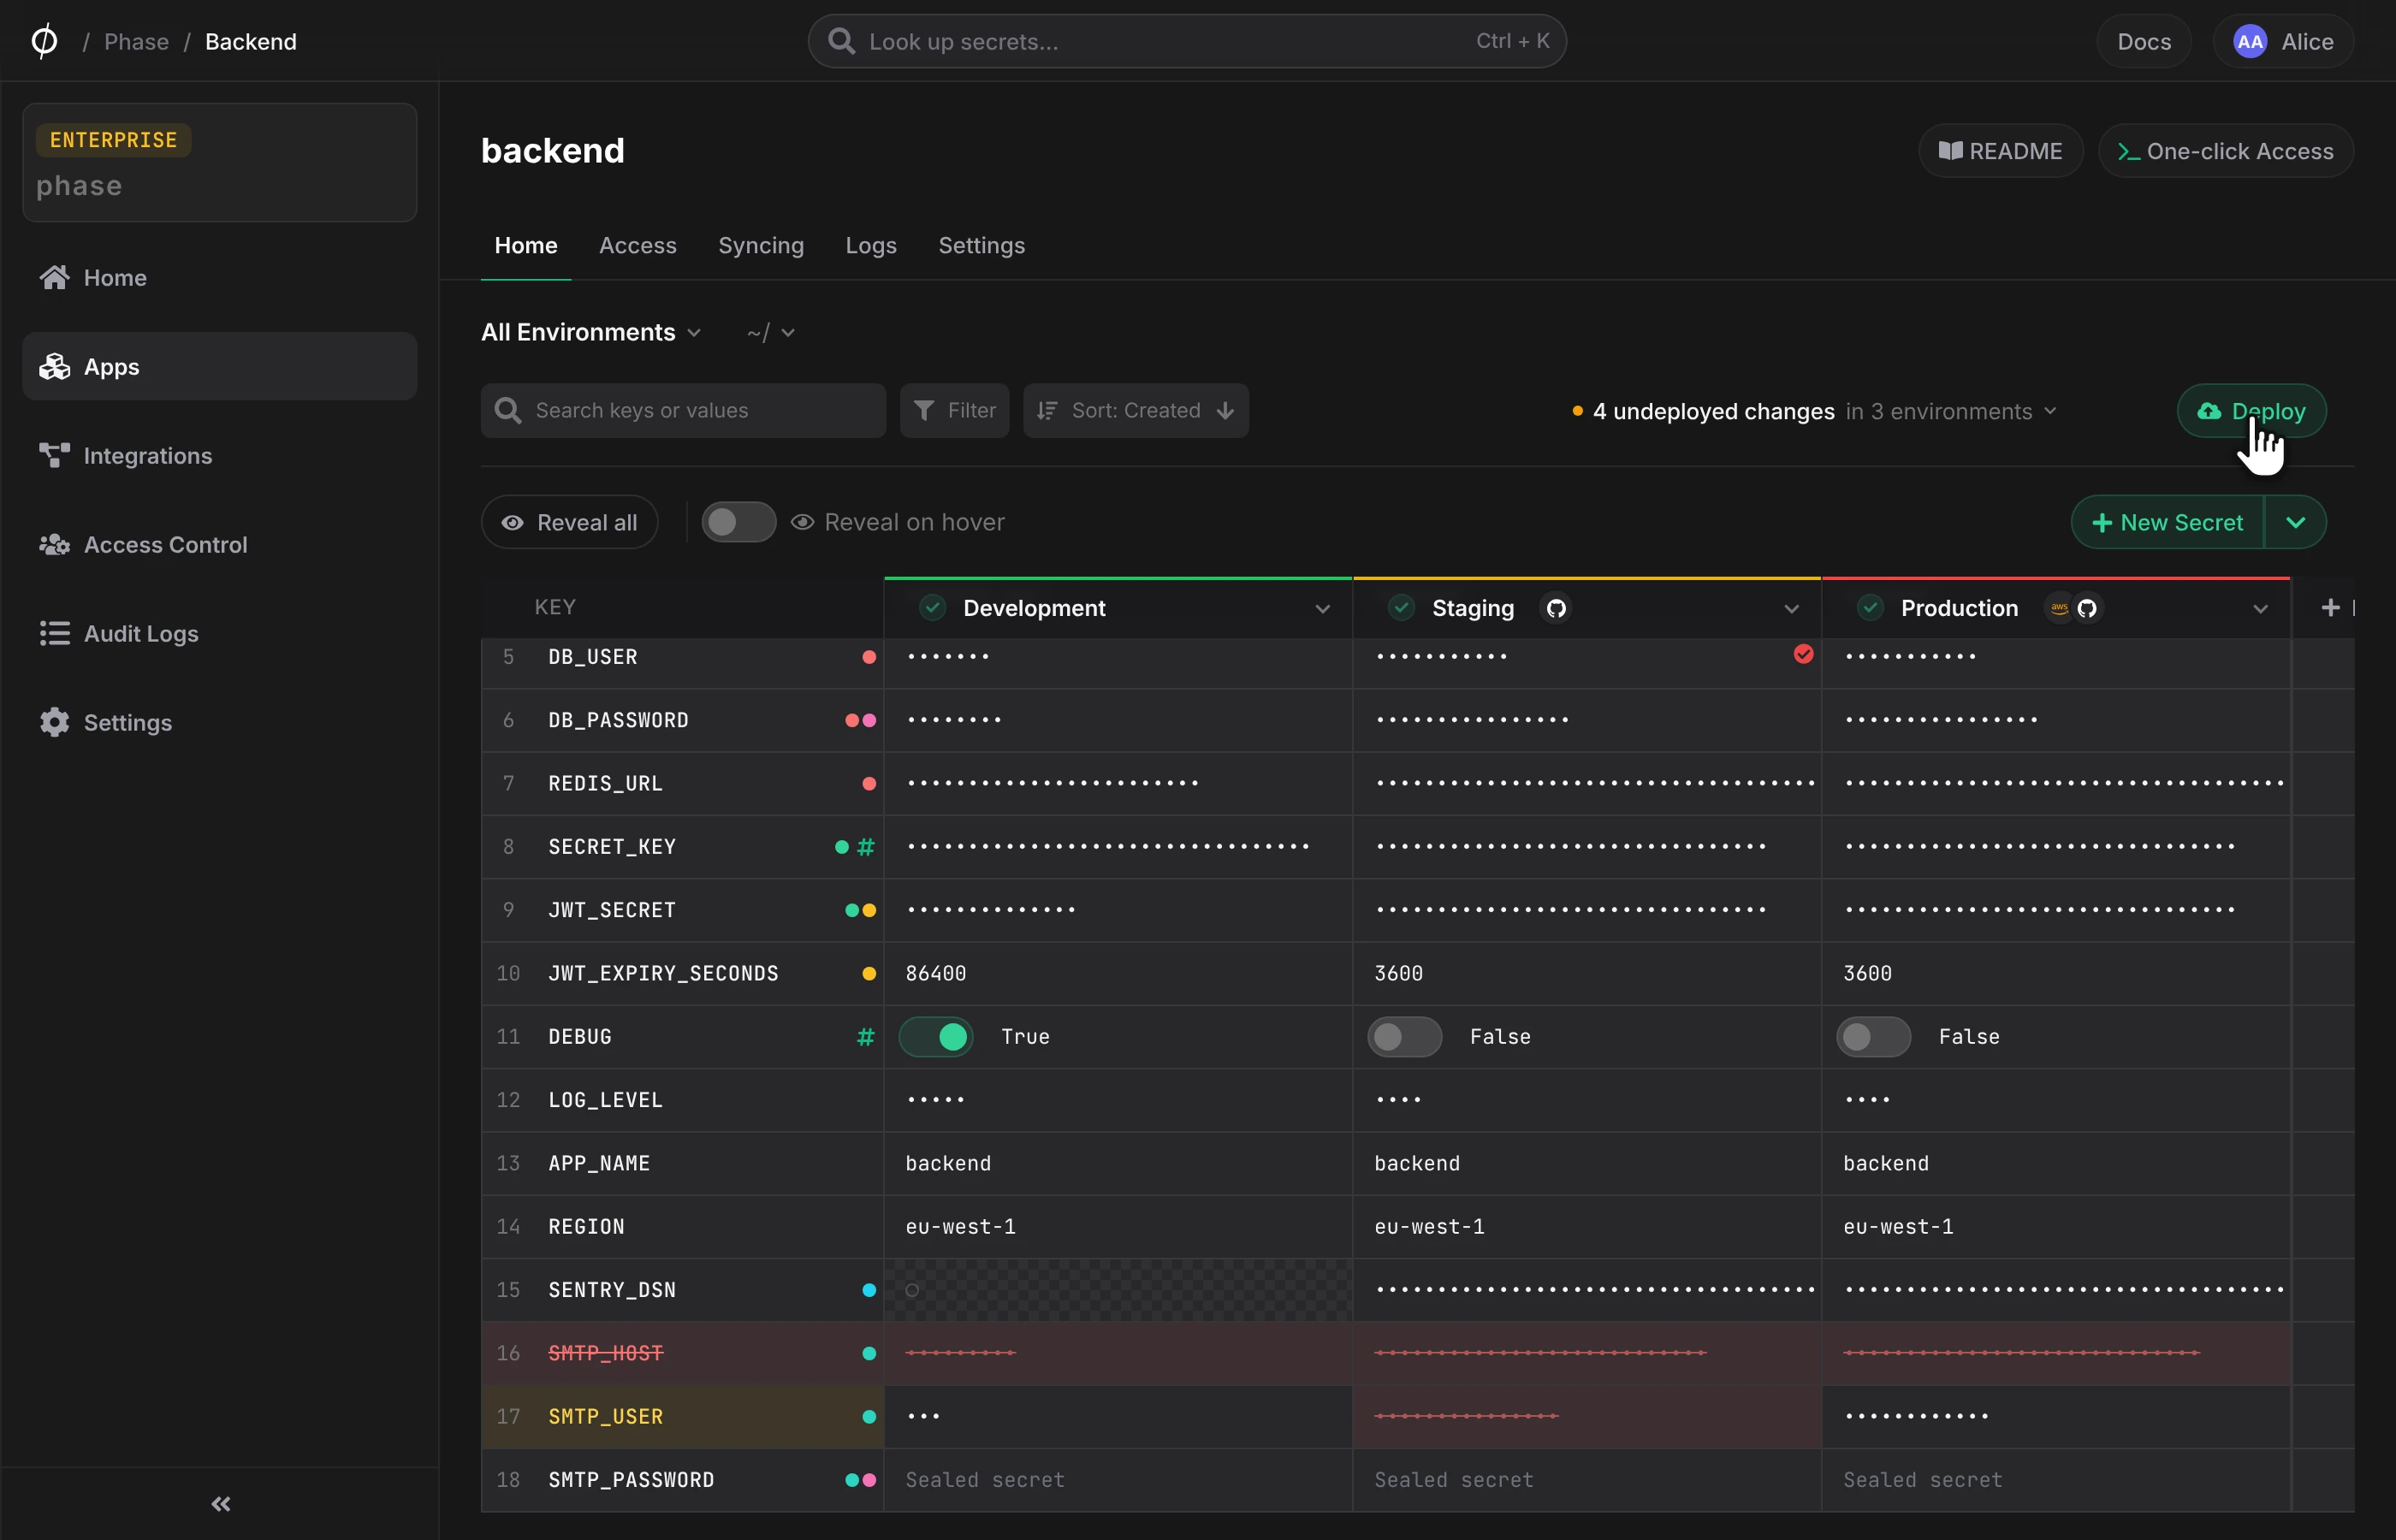 / Phase / Backend
Look up secrets...
Ctrl + K
Docs
AA Alice
ENTERPRISE
phase
Home
Apps
Integrations
Access Control
Audit Logs
Settings
backend
README
One-click Access
Home Access Syncing Logs Settings
All Environments ~/
Search keys or values
Filter
Sort: Created
4 undeployed changes in 3 environments
Deploy
Reveal all
Reveal on hover
+ New Secret
KEY Development Staging aws Production +
5 DB_USER
6 DB_PASSWORD
7 REDIS_URL
8 SECRET_KEY #
9 JWT_SECRET
10 JWT_EXPIRY_SECONDS 86400 3600 3600
11 DEBUG # True False False
12 LOG_LEVEL
13 APP_NAME backend backend backend
14 REGION eu-west-1 eu-west-1 eu-west-1
15 SENTRY_DSN
16 SMTP_HOST
17 SMTP_USER
18 SMTP_PASSWORD Sealed secret Sealed secret Sealed secret